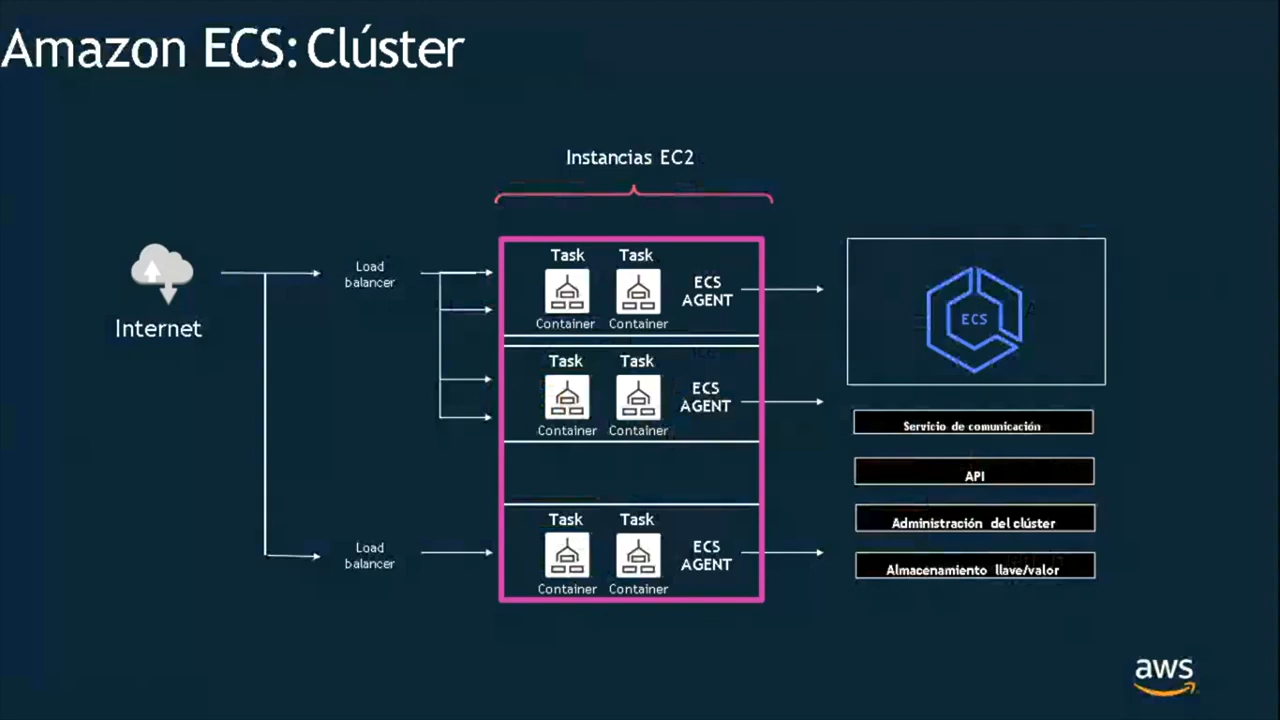 Amazon ECS: Clúster
Instancias EC2
Internet
Load
balancer
Task Task
ECS
AGENT
Container Container
Task Task
ECS
AGENT
Container Container
Load
balancer
Task Task
ECS
AGENT
Container Container
ECS
Servicio de comunicación
API
Administración del clúster
Almacenamiento llave/valor
aws